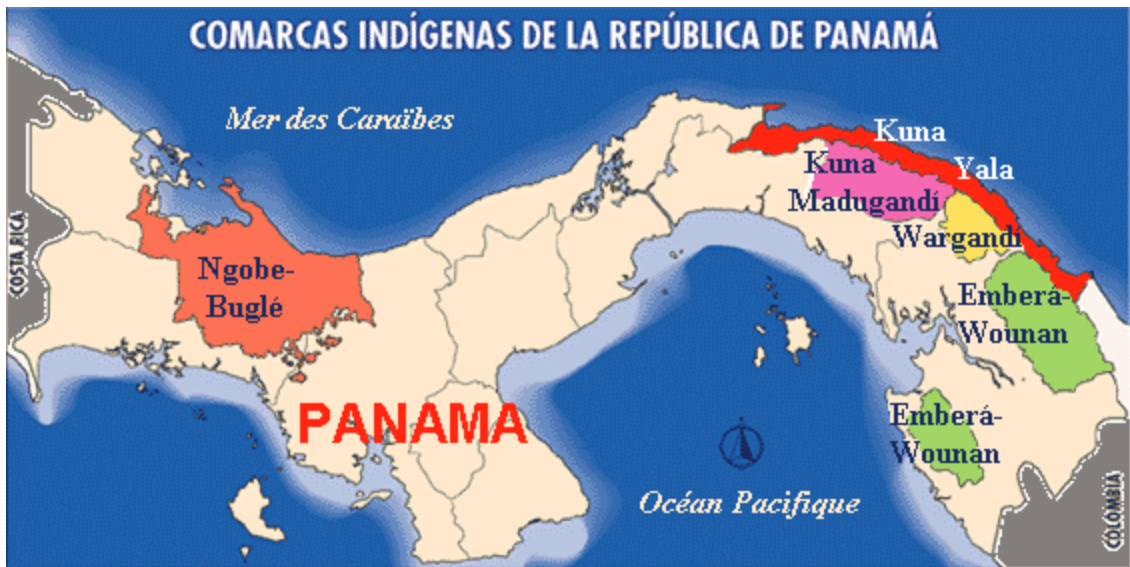 COMARCAS INDÍGENAS DE LA REPÚBLICA DE PANAMÁ
Mer des Caraïbes
Kuna
Yala
Kuna
Madugandí
Wargandí
COSTA RICA
Ngobe-
Buglé
Emberá-
Wounan
PANAMA
Emberá-
Wounan
Océan Pacifique
COLOMBIA